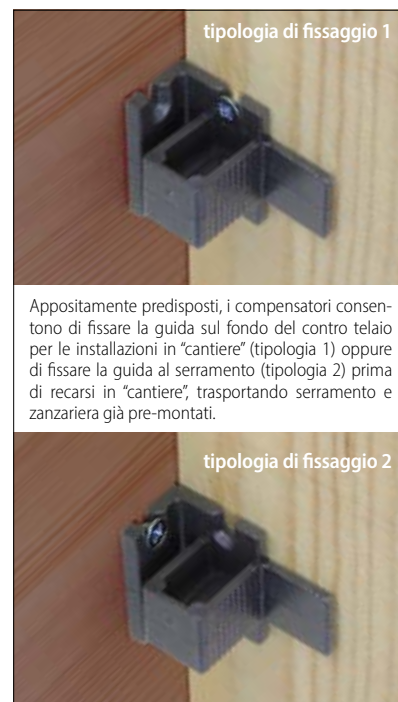 tipologia di fissaggio 1
Appositamente predisposti, i compensatori consen-
tono di fissare la guida sul fondo del contro telaio
per le installazioni in “cantiere” (tipologia 1) oppure
di fissare la guida al serramento (tipologia 2) prima
di recarsi in “cantiere”, trasportando serramento e
zanzariera già pre-montati.
tipologia di fissaggio 2